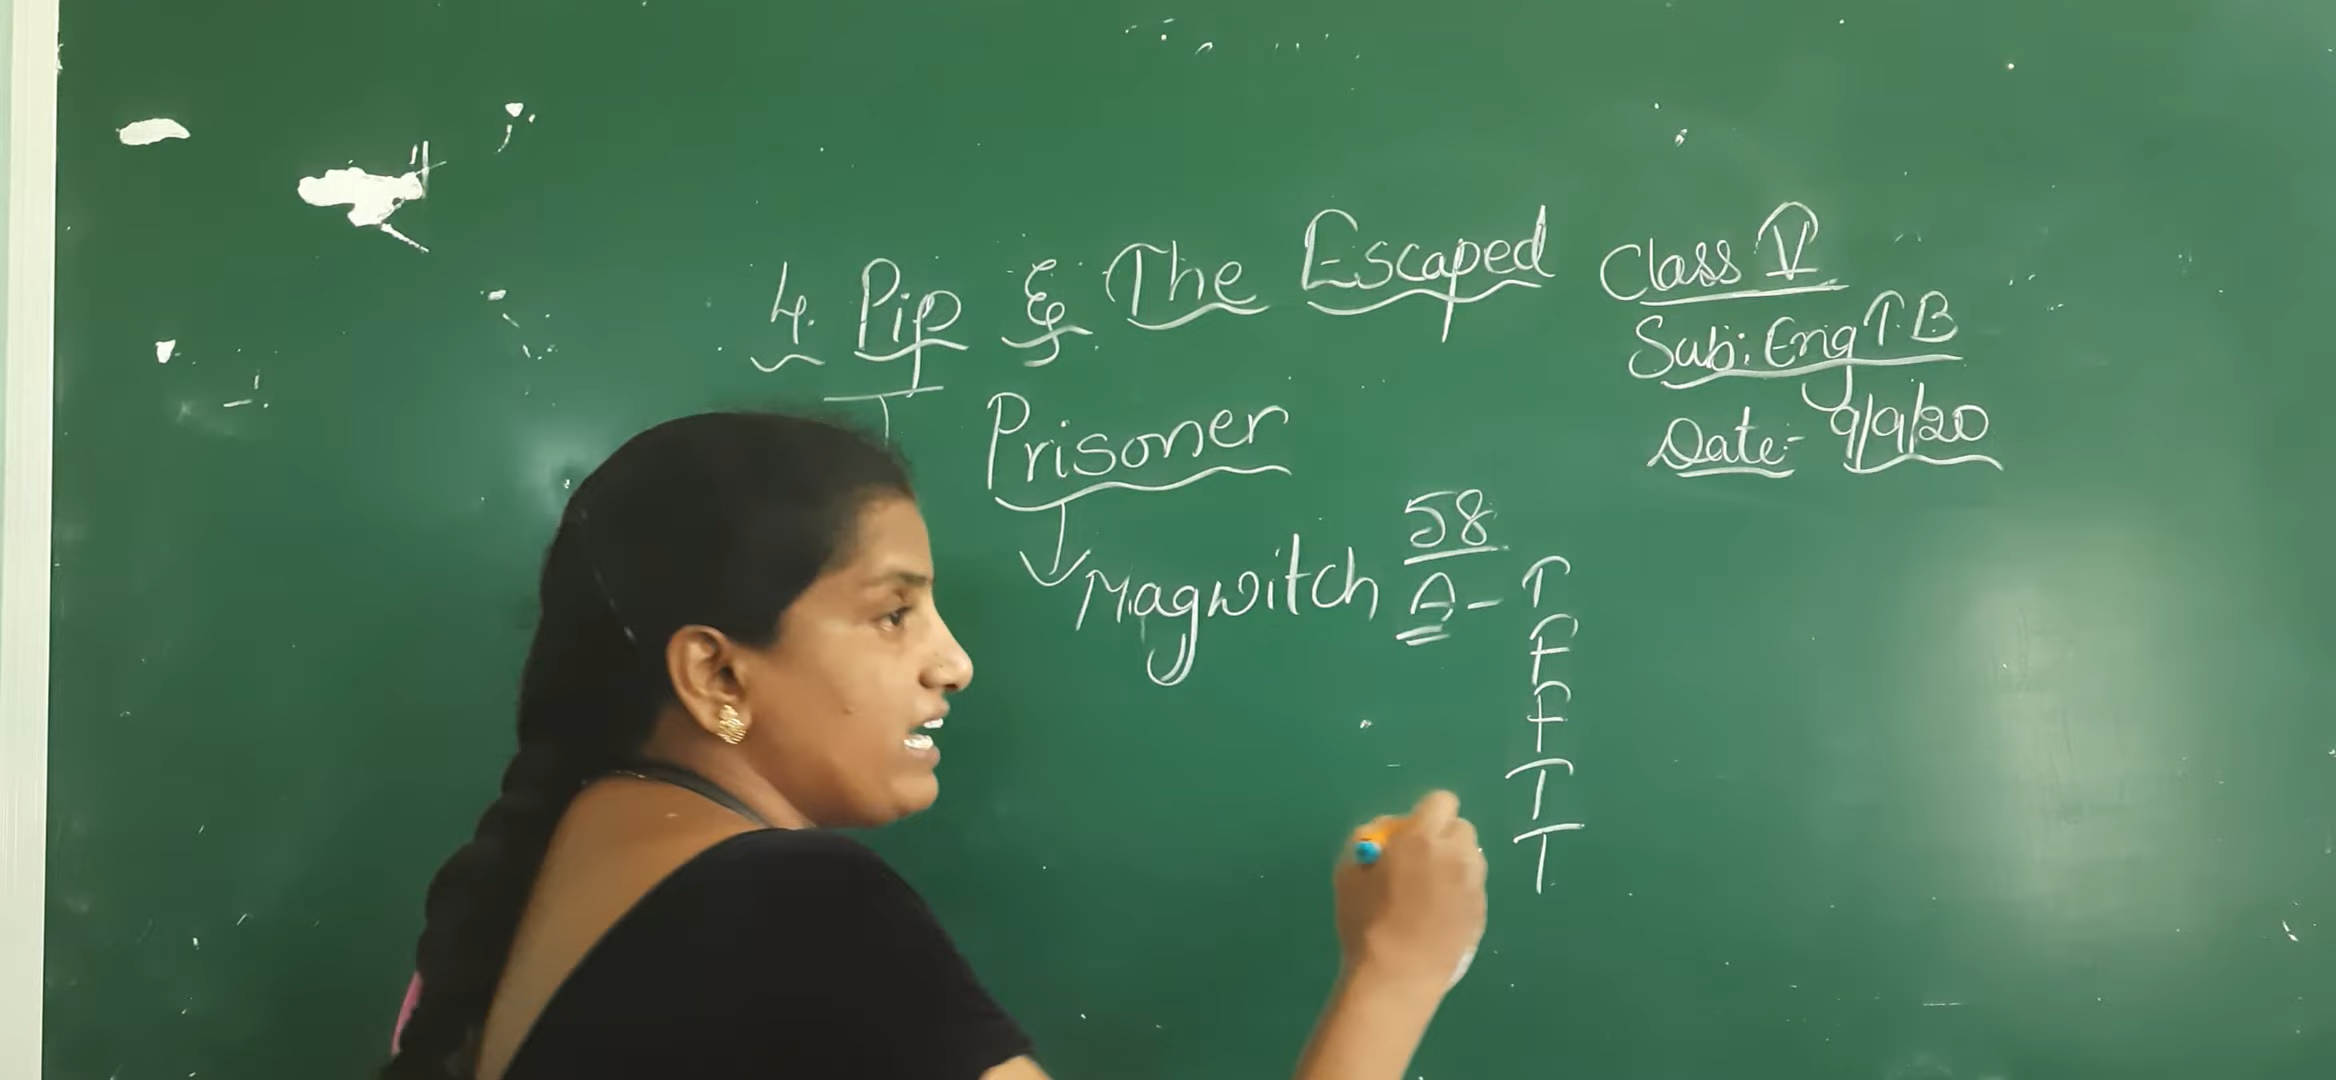 4. Pip & The Escaped
Prisoner
Magwitch
58
A - T
F
F
T
T
Class V
Sub: Eng T.B
Date:- 9/9/20